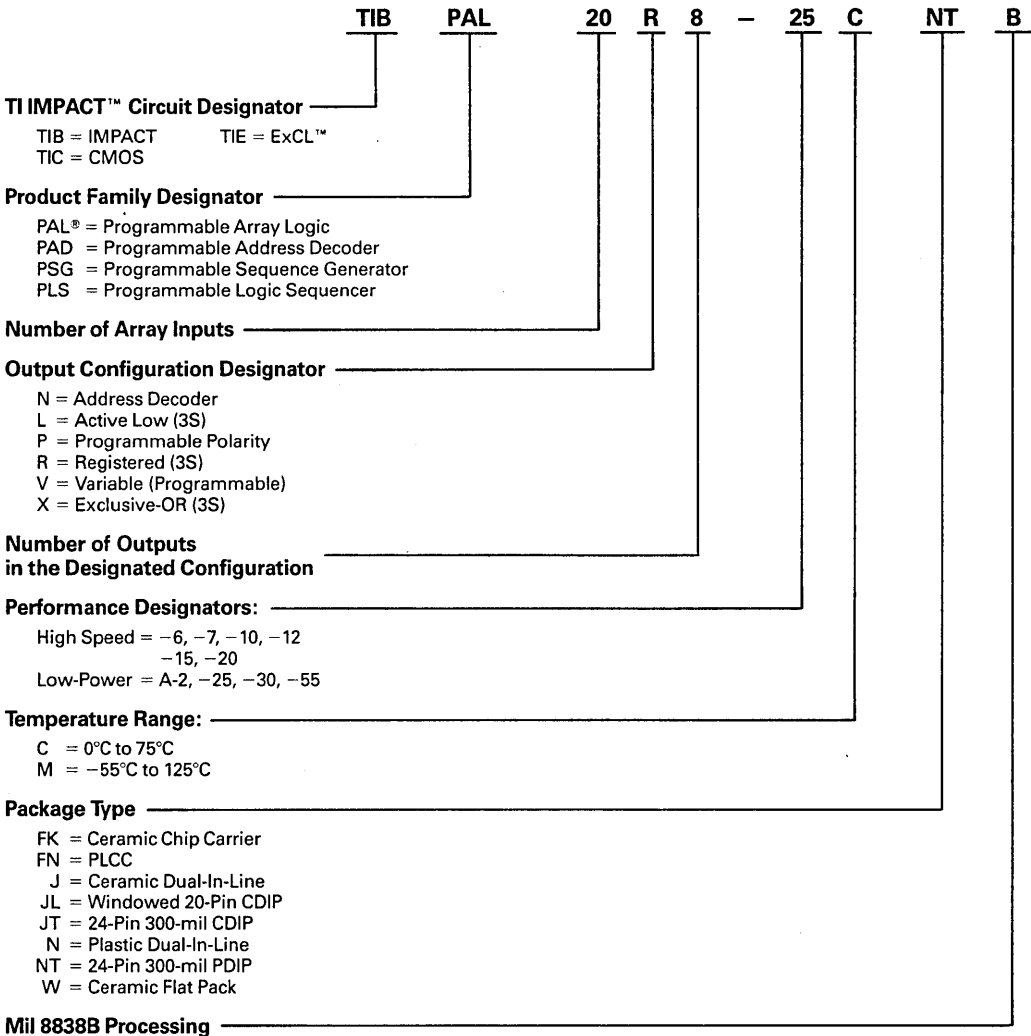 TIB PAL 20 R 8 – 25 C NT B
TI IMPACT™ Circuit Designator
TIB = IMPACT TIE = ExCL™
TIC = CMOS
Product Family Designator
PAL® = Programmable Array Logic
PAD = Programmable Address Decoder
PSG = Programmable Sequence Generator
PLS = Programmable Logic Sequencer
Number of Array Inputs
Output Configuration Designator
N = Address Decoder
L = Active Low (3S)
P = Programmable Polarity
R = Registered (3S)
V = Variable (Programmable)
X = Exclusive-OR (3S)
Number of Outputs
in the Designated Configuration
Performance Designators:
High Speed = −6, −7, −10, −12
−15, −20
Low-Power = A-2, −25, −30, −55
Temperature Range:
C = 0°C to 75°C
M = −55°C to 125°C
Package Type
FK = Ceramic Chip Carrier
FN = PLCC
J = Ceramic Dual-In-Line
JL = Windowed 20-Pin CDIP
JT = 24-Pin 300-mil CDIP
N = Plastic Dual-In-Line
NT = 24-Pin 300-mil PDIP
W = Ceramic Flat Pack
Mil 8838B Processing